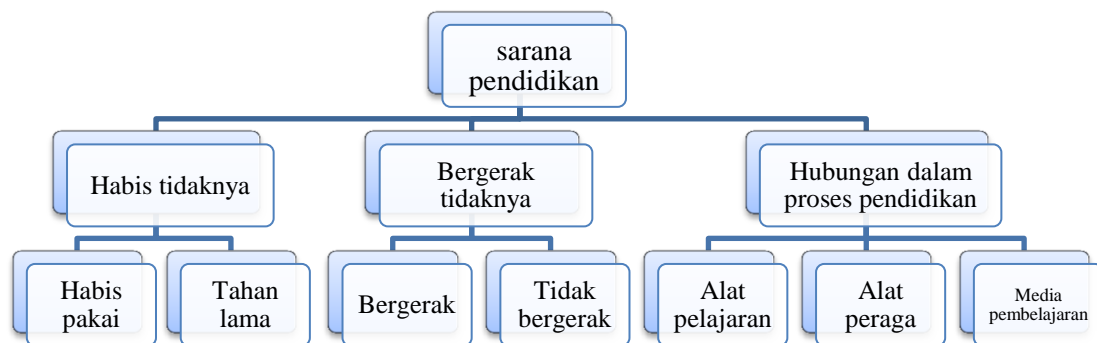 sarana
pendidikan
Habis tidaknya
Bergerak
tidaknya
Hubungan dalam
proses pendidikan
Habis
pakai
Tahan
lama
Bergerak
Tidak
bergerak
Alat
pelajaran
Alat
peraga
Media
pembelajaran